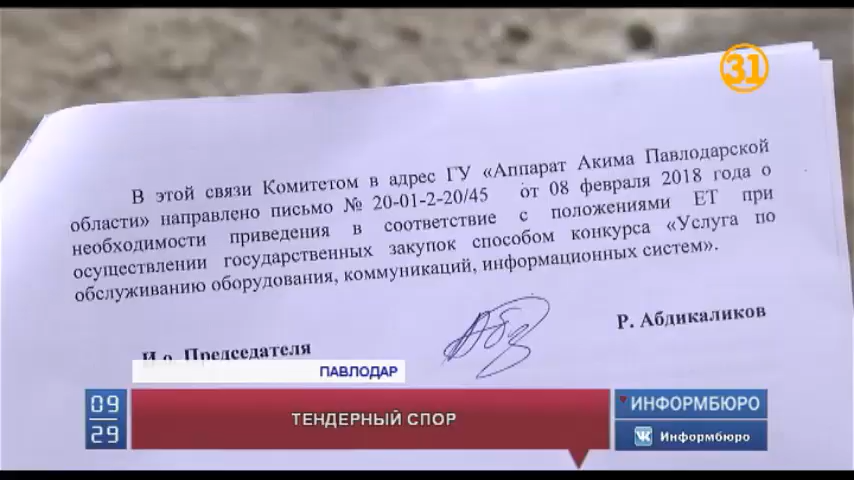 31
В этой связи Комитетом в адрес ГУ «Аппарат Акима Павлодарской
области» направлено письмо № 20-01-2-20/45 от 08 февраля 2018 года о
необходимости приведения в соответствие с положениями ЕТ при
осуществлении государственных закупок способом конкурса «Услуга по
обслуживанию оборудования, коммуникаций, информационных систем».
И.о. Председателя
Р. Абдикаликов
ПАВЛОДАР
09
29
ТЕНДЕРНЫЙ СПОР
ИНФОРМБЮРО
Информбюро